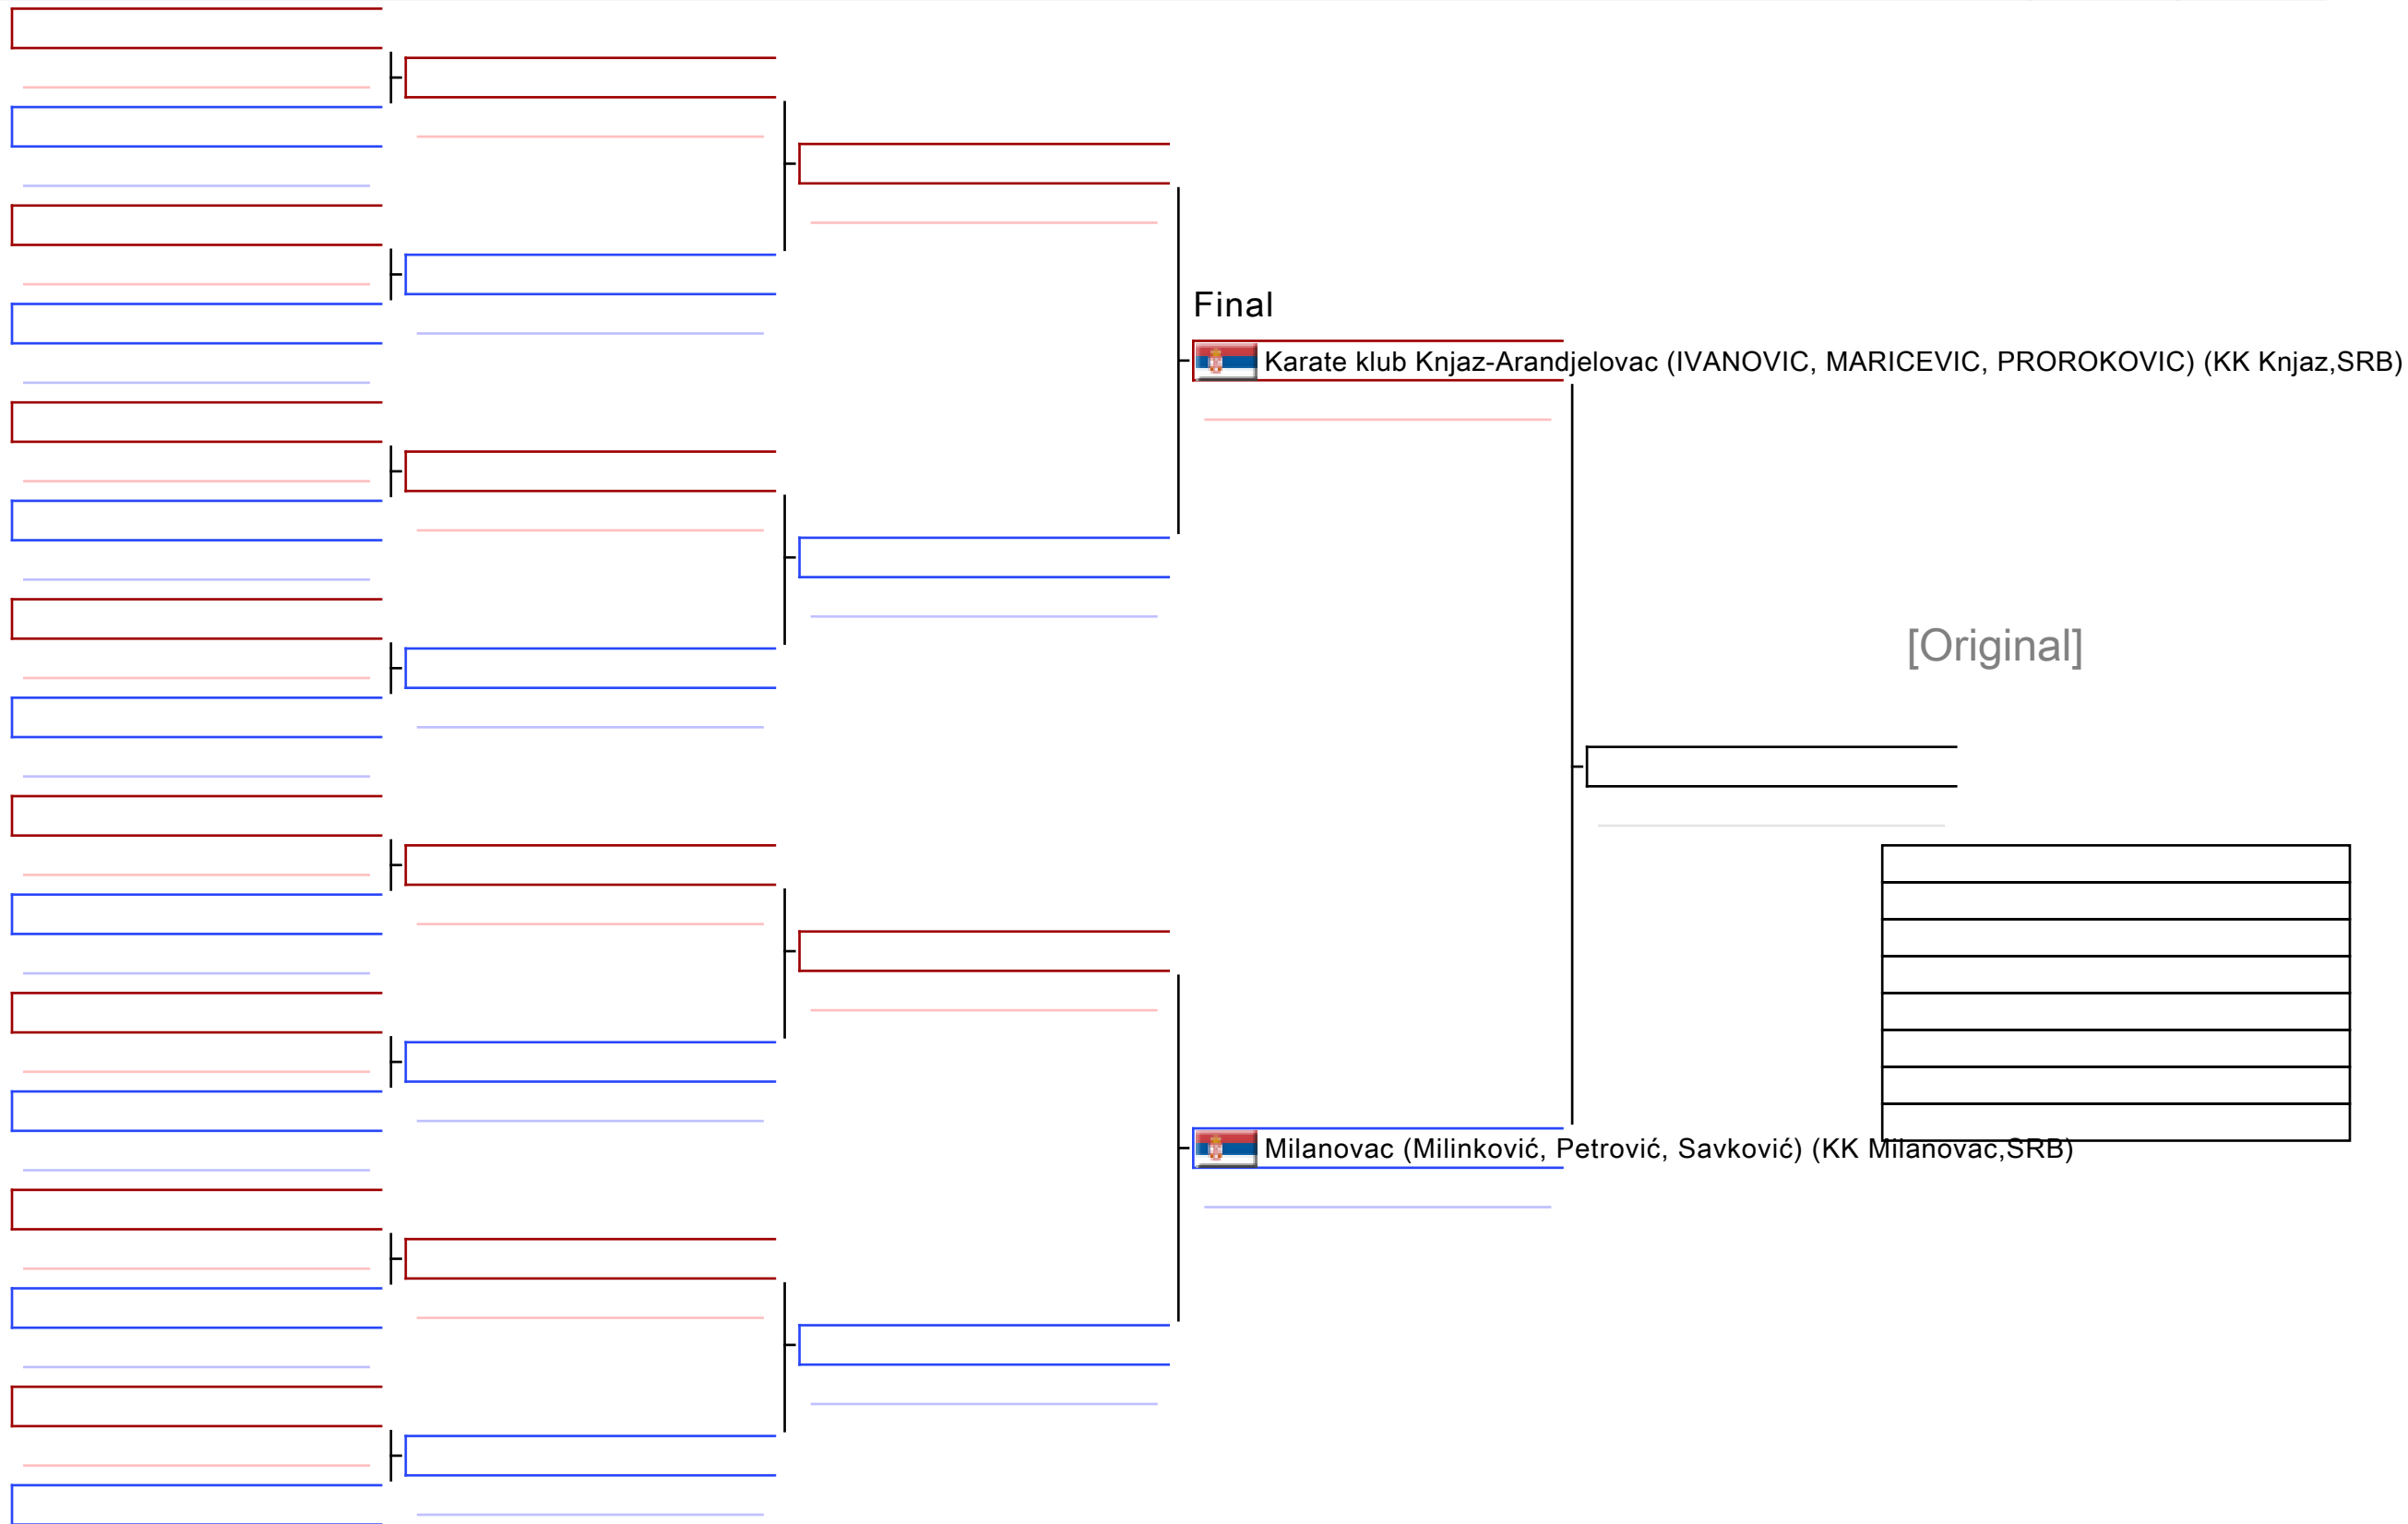 Final
Karate klub Knjaz-Arandjelovac (IVANOVIC, MARICEVIC, PROROKOVIC) (KK Knjaz,SRB)
[Original]
Milanovac (Milinković, Petrović, Savković) (KK Milanovac,SRB)